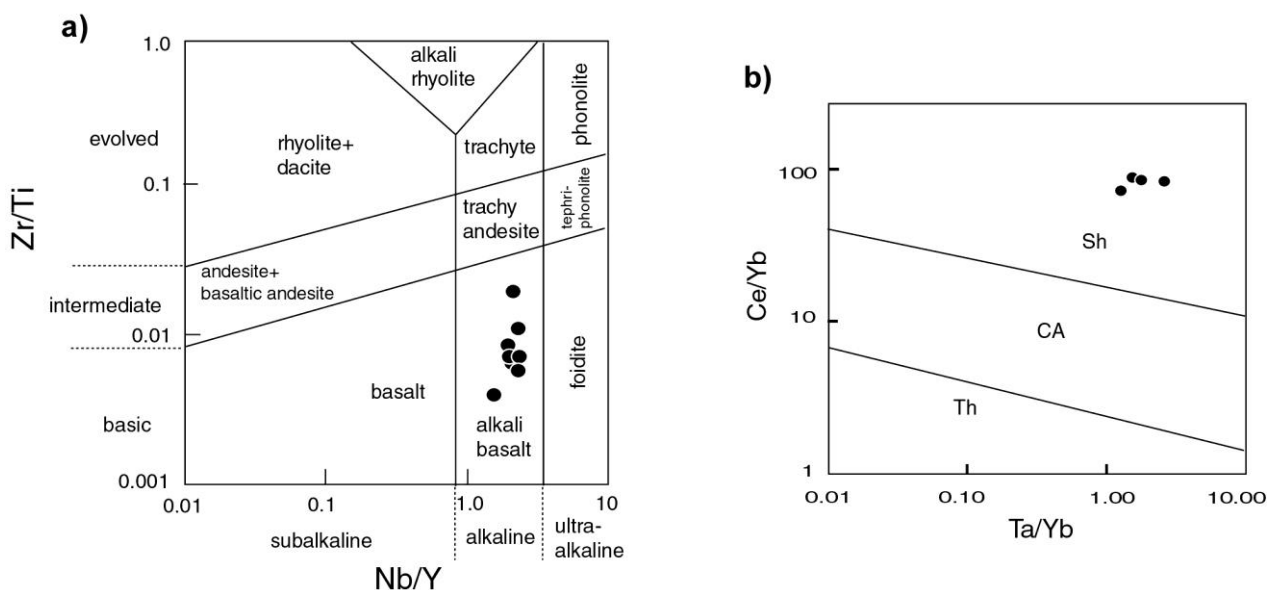 a)
1.0
alkali
rhyolite
phonolite
evolved
rhyolite+
dacite
trachyte
0.1
Zr/Ti
trachy
andesite
tephri-
phonolite
andesite+
basaltic andesite
intermediate
0.01
basalt
foidite
basic
alkali
basalt
0.001
0.01
0.1
1.0
10
subalkaline
alkaline
ultra-
alkaline
Nb/Y
b)
100
Sh
Ce/Yb
10
CA
Th
1
0.01
0.10
1.00
10.00
Ta/Yb